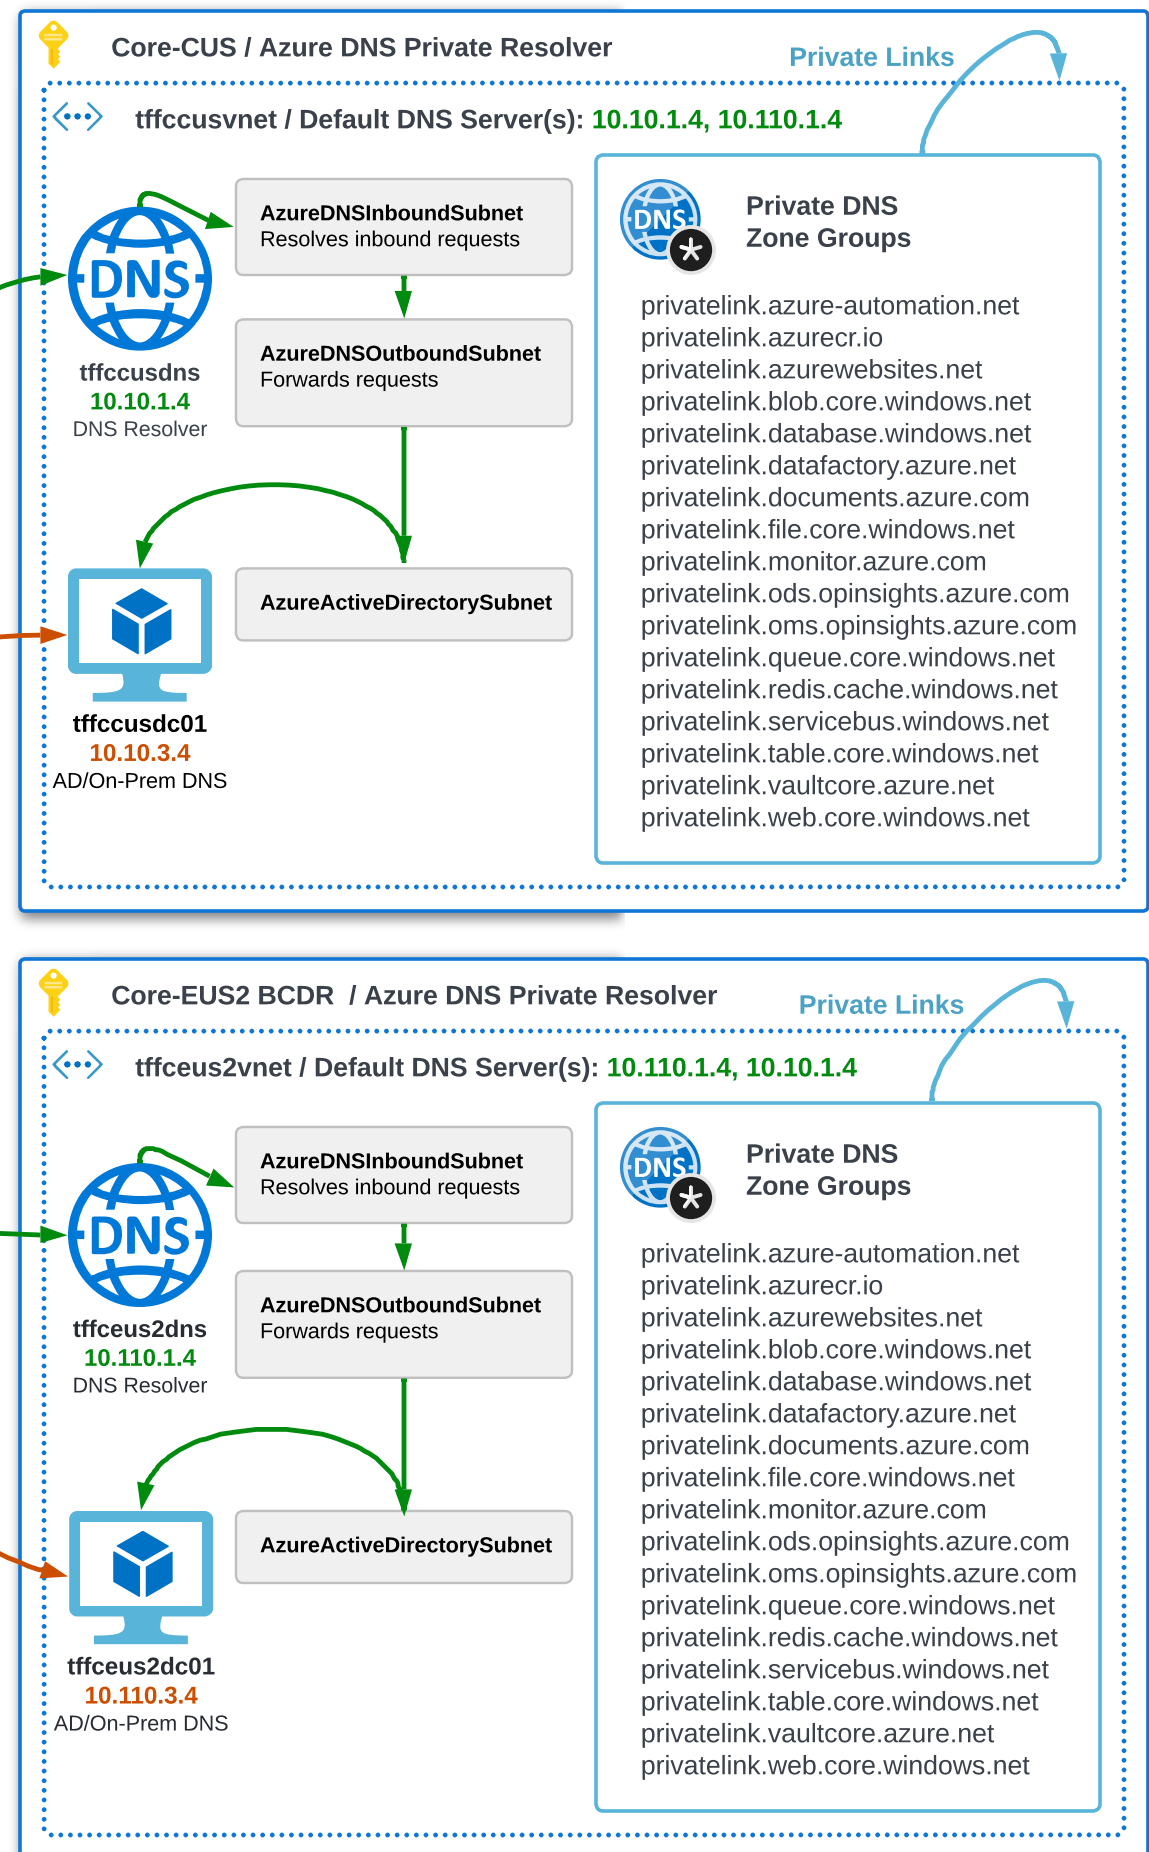 Core-CUS / Azure DNS Private Resolver
Private Links
tffccusvnet / Default DNS Server(s): 10.10.1.4, 10.110.1.4
DNS
tffccusdns
10.10.1.4
DNS Resolver
AzureDNSInboundSubnet
Resolves inbound requests
AzureDNSOutboundSubnet
Forwards requests
AzureActiveDirectorySubnet
tffccusdc01
10.10.3.4
AD/On-Prem DNS
DNS
*
Private DNS
Zone Groups
privatelink.azure-automation.net
privatelink.azurecr.io
privatelink.azurewebsites.net
privatelink.blob.core.windows.net
privatelink.database.windows.net
privatelink.datafactory.azure.net
privatelink.documents.azure.com
privatelink.file.core.windows.net
privatelink.monitor.azure.com
privatelink.ods.opinsights.azure.com
privatelink.oms.opinsights.azure.com
privatelink.queue.core.windows.net
privatelink.redis.cache.windows.net
privatelink.servicebus.windows.net
privatelink.table.core.windows.net
privatelink.vaultcore.azure.net
privatelink.web.core.windows.net
Core-EUS2 BCDR / Azure DNS Private Resolver
Private Links
tffceus2vnet / Default DNS Server(s): 10.110.1.4, 10.10.1.4
DNS
tffceus2dns
10.110.1.4
DNS Resolver
AzureDNSInboundSubnet
Resolves inbound requests
AzureDNSOutboundSubnet
Forwards requests
AzureActiveDirectorySubnet
tffceus2dc01
10.110.3.4
AD/On-Prem DNS
DNS
*
Private DNS
Zone Groups
privatelink.azure-automation.net
privatelink.azurecr.io
privatelink.azurewebsites.net
privatelink.blob.core.windows.net
privatelink.database.windows.net
privatelink.datafactory.azure.net
privatelink.documents.azure.com
privatelink.file.core.windows.net
privatelink.monitor.azure.com
privatelink.ods.opinsights.azure.com
privatelink.oms.opinsights.azure.com
privatelink.queue.core.windows.net
privatelink.redis.cache.windows.net
privatelink.servicebus.windows.net
privatelink.table.core.windows.net
privatelink.vaultcore.azure.net
privatelink.web.core.windows.net